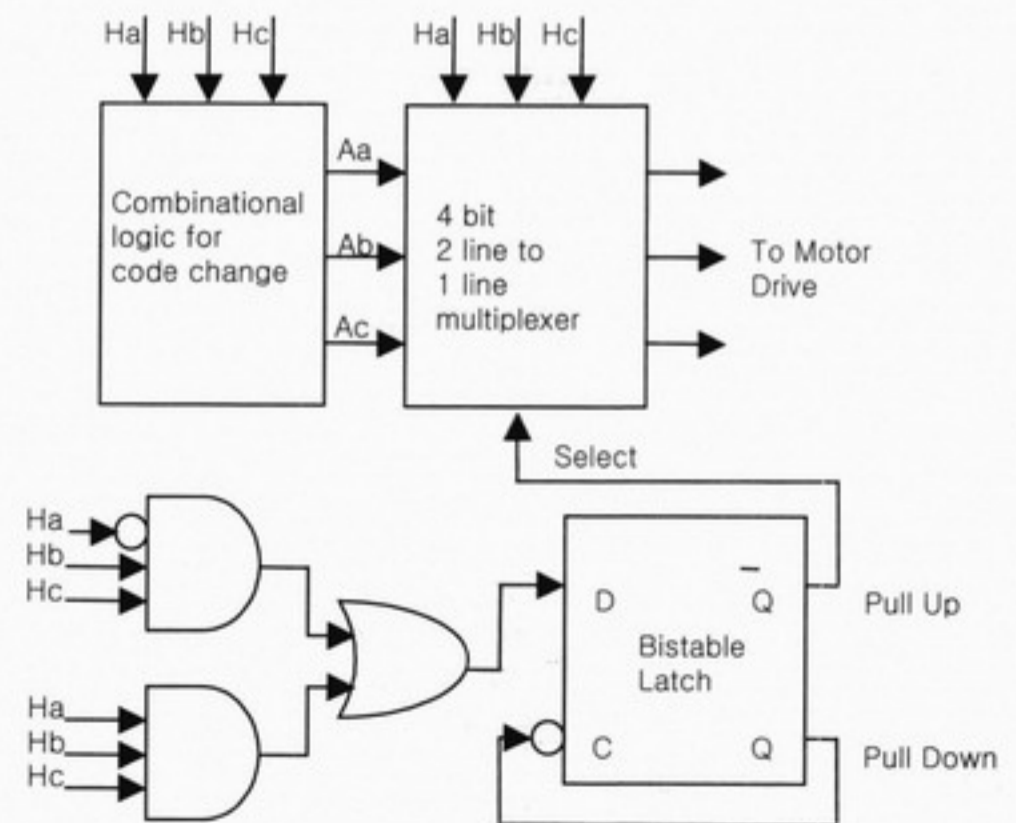 Ha Hb Hc
Ha Hb Hc
Combinational
logic for
code change
Aa
Ab
Ac
4 bit
2 line to
1 line
multiplexer
To Motor
Drive
Select
Ha
Hb
Hc
Ha
Hb
Hc
D
Q̅
Bistable
Latch
C
Q
Pull Up
Pull Down